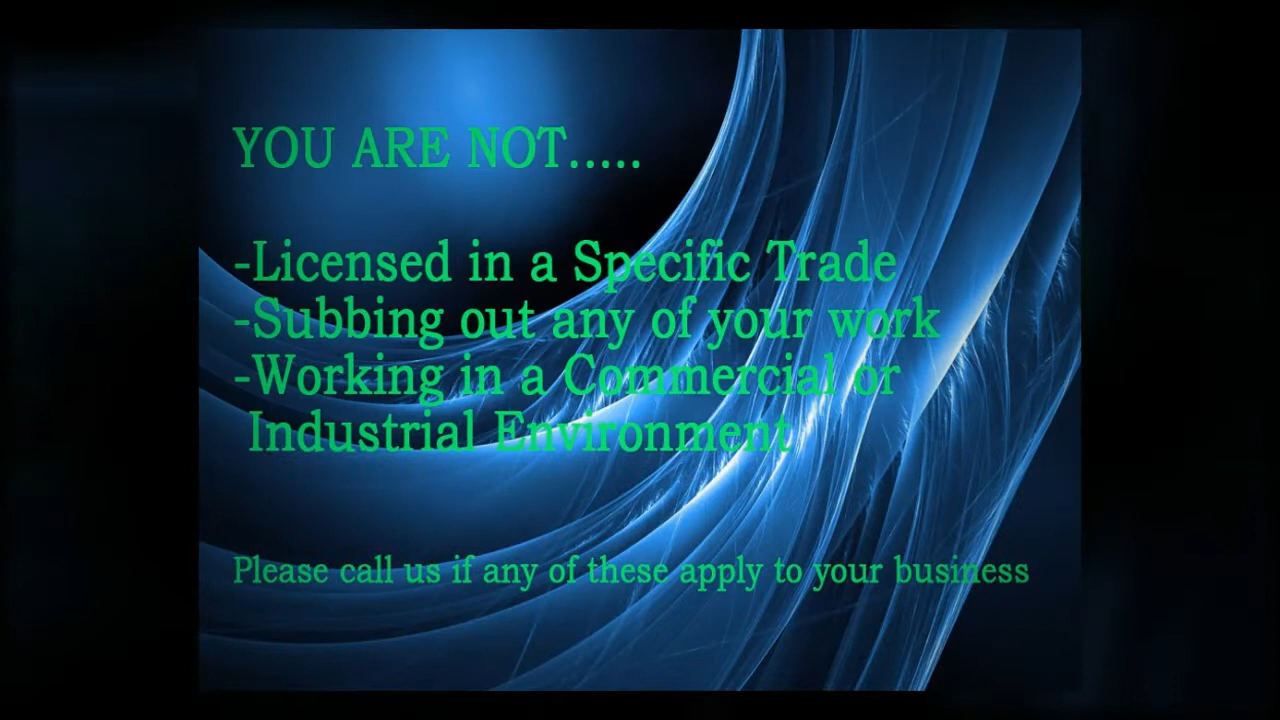 YOU ARE NOT.....
-Licensed in a Specific Trade
-Subbing out any of your work
-Working in a Commercial or
Industrial Environment
Please call us if any of these apply to your business